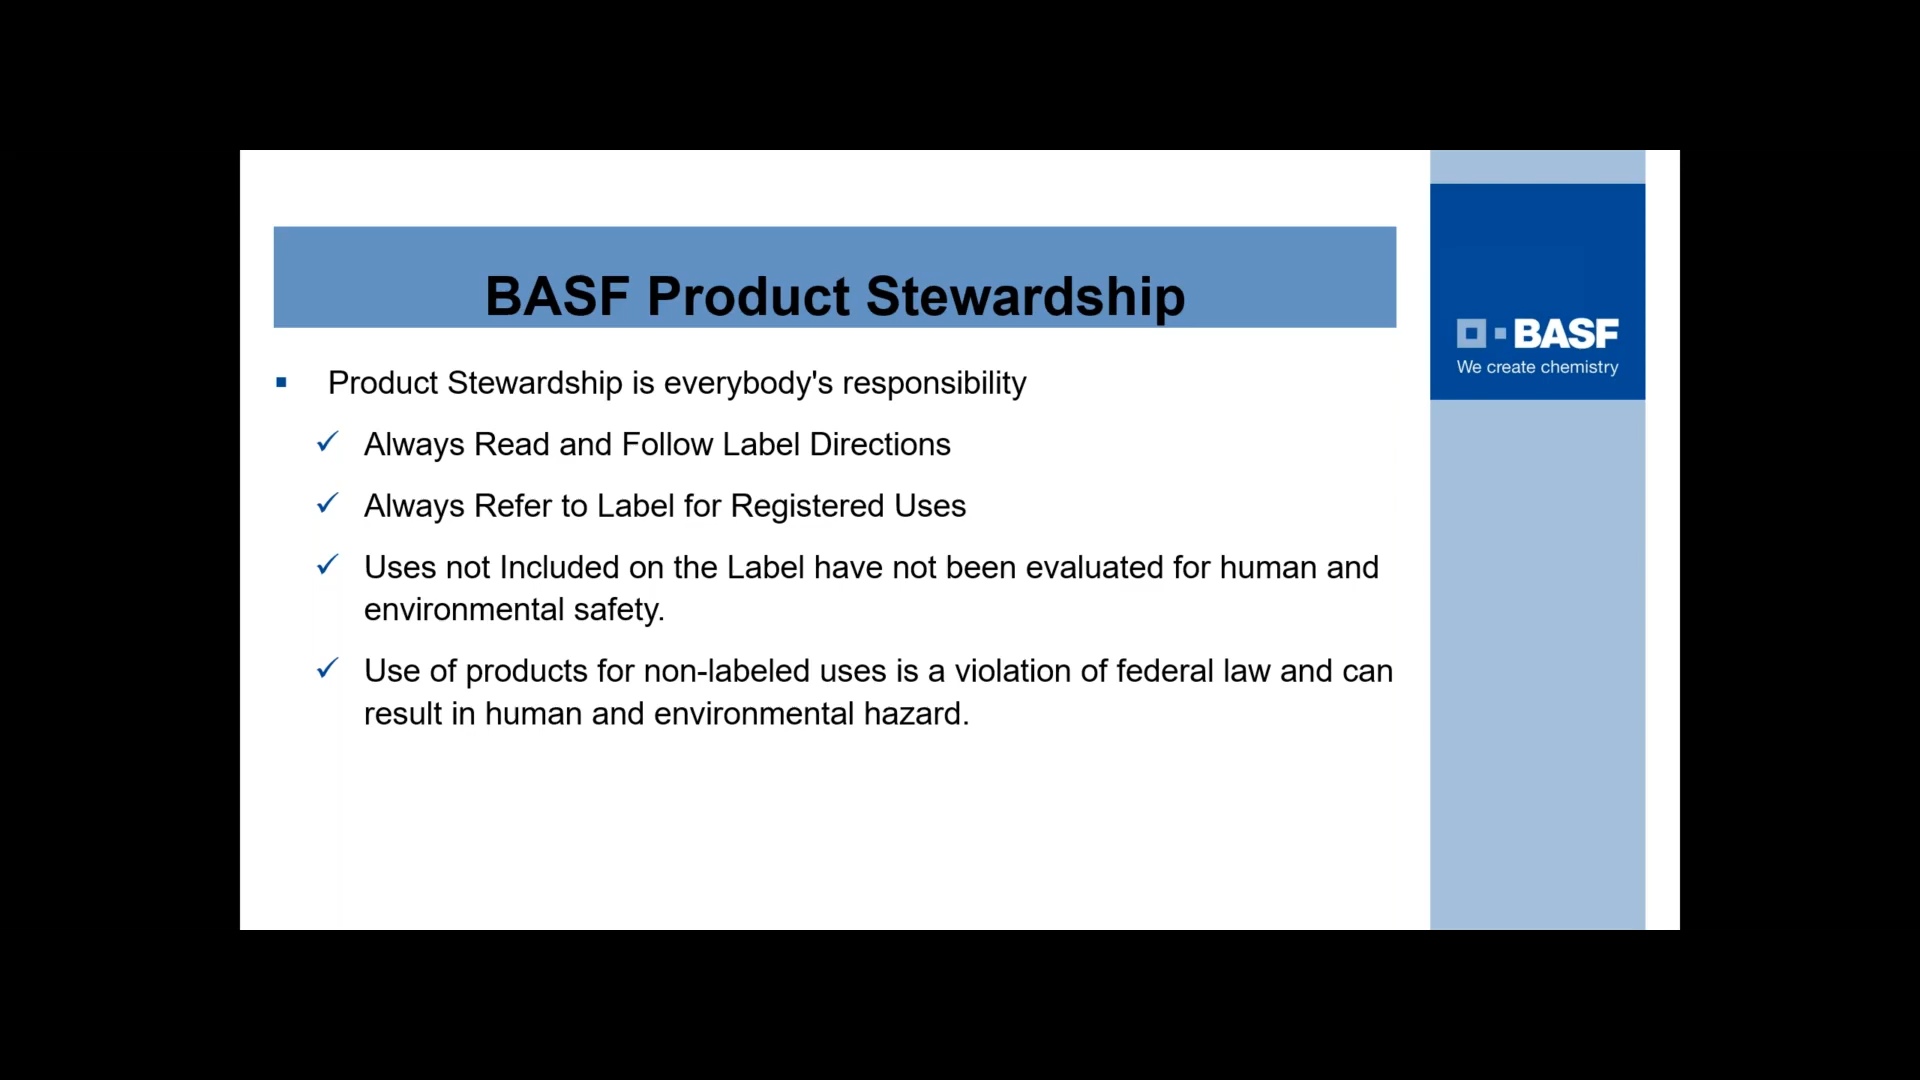 BASF Product Stewardship
Product Stewardship is everybody's responsibility
Always Read and Follow Label Directions
Always Refer to Label for Registered Uses
Uses not Included on the Label have not been evaluated for human and
environmental safety.
Use of products for non-labeled uses is a violation of federal law and can
result in human and environmental hazard.
BASF
We create chemistry